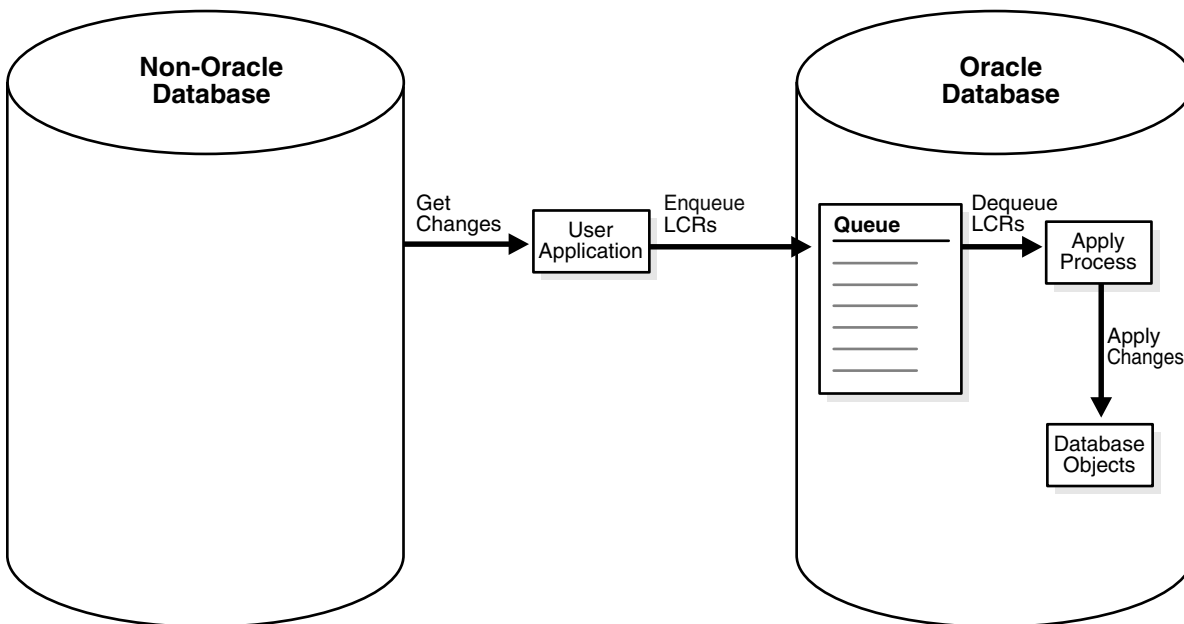 Non-Oracle
Database
Oracle
Database
Get
Changes
User
Application
Enqueue
LCRs
Queue
Dequeue
LCRs
Apply
Process
Apply
Changes
Database
Objects